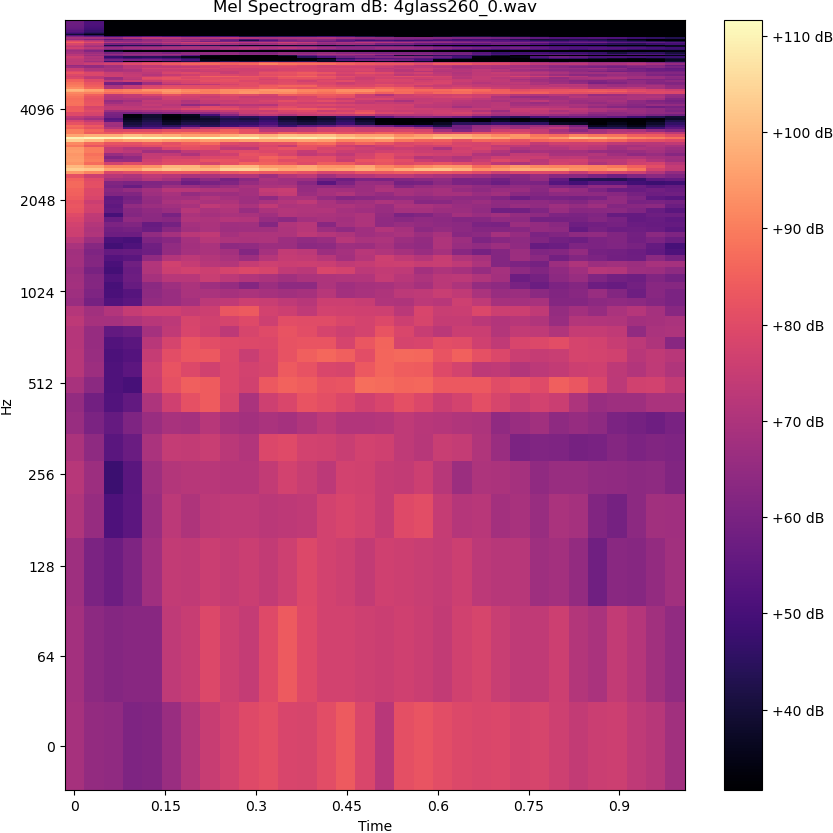 Mel Spectrogram dB: 4glass260_0.wav
+110 dB
4096
+100 dB
2048
+90 dB
1024
+80 dB
512
Hz
+70 dB
256
+60 dB
128
+50 dB
64
+40 dB
0
0 0.15 0.3 0.45 0.6 0.75 0.9
Time